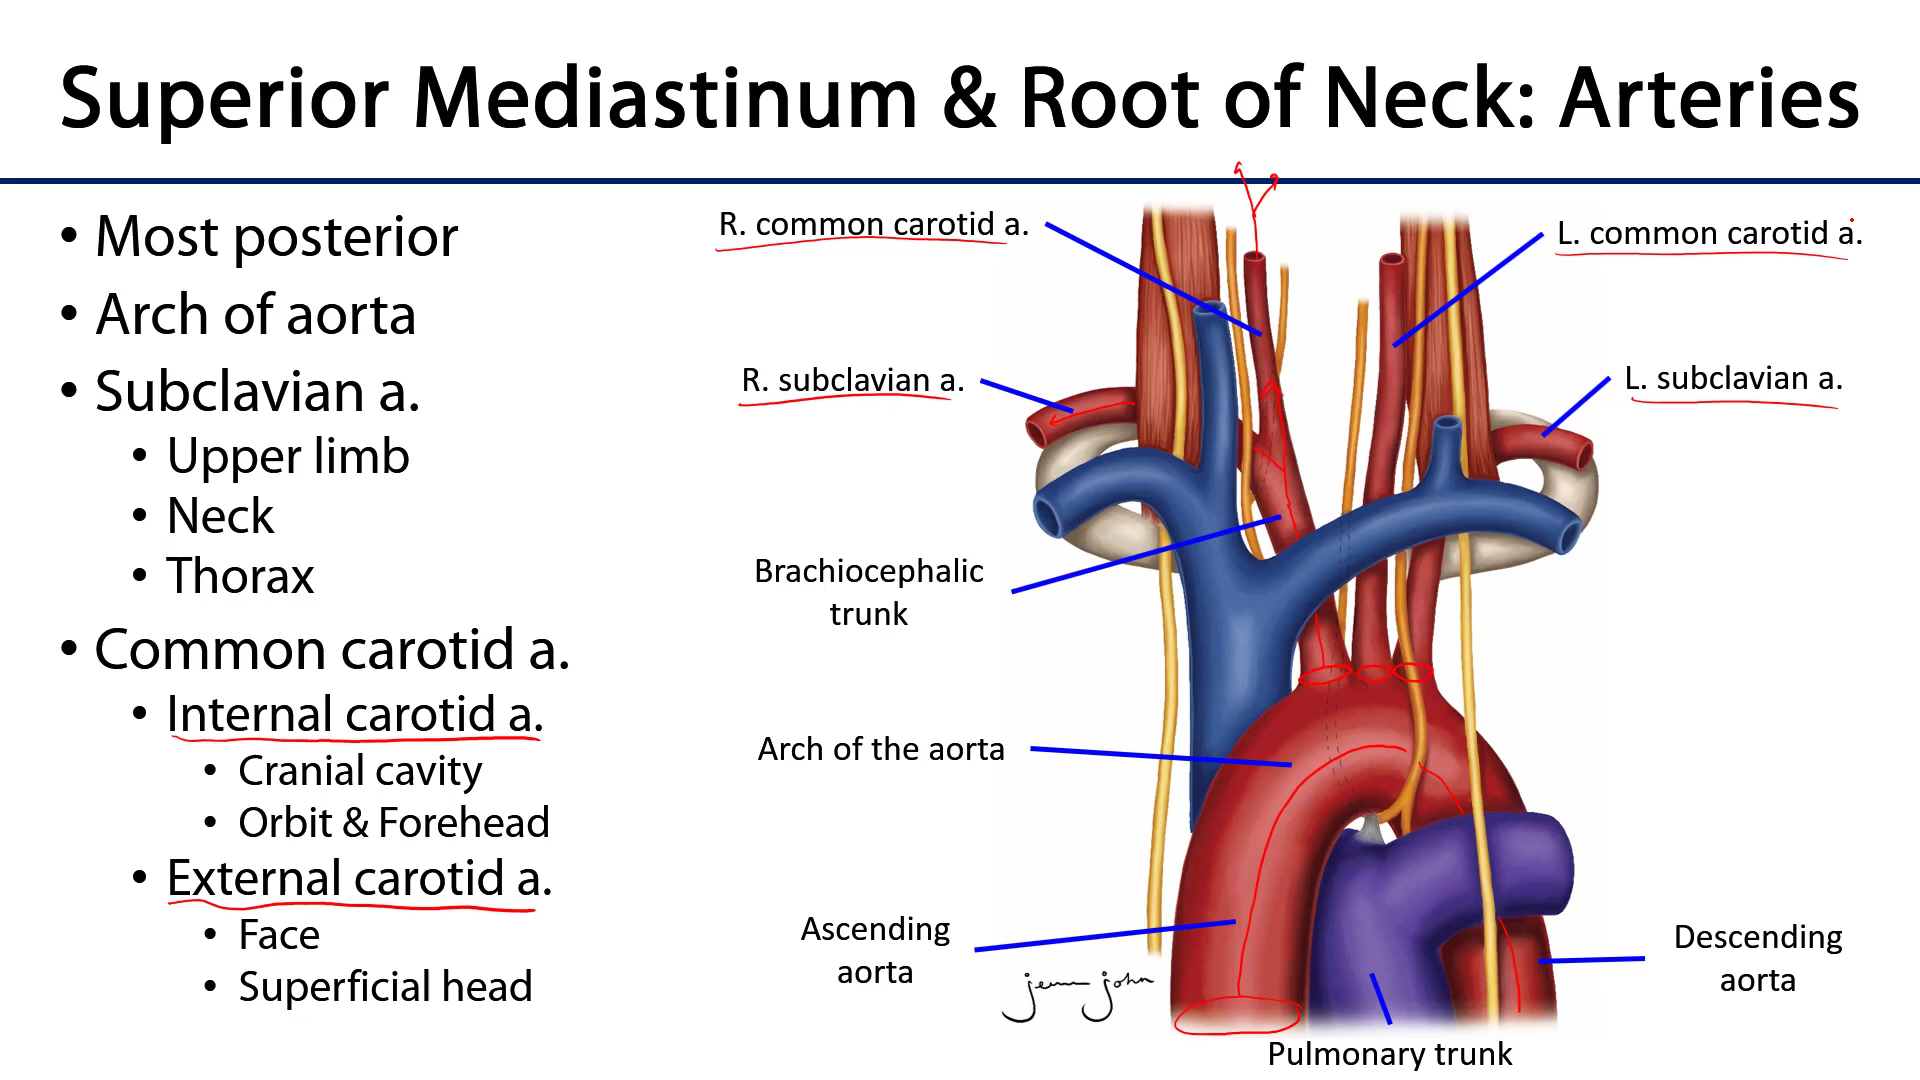 Superior Mediastinum & Root of Neck: Arteries
• Most posterior
• Arch of aorta
• Subclavian a.
• Upper limb
• Neck
• Thorax
• Common carotid a.
• Internal carotid a.
• Cranial cavity
• Orbit & Forehead
• External carotid a.
• Face
• Superficial head
R. common carotid a.
L. common carotid a.
R. subclavian a.
L. subclavian a.
Brachiocephalic
trunk
Arch of the aorta
Ascending
aorta
jenn john
Descending
aorta
Pulmonary trunk